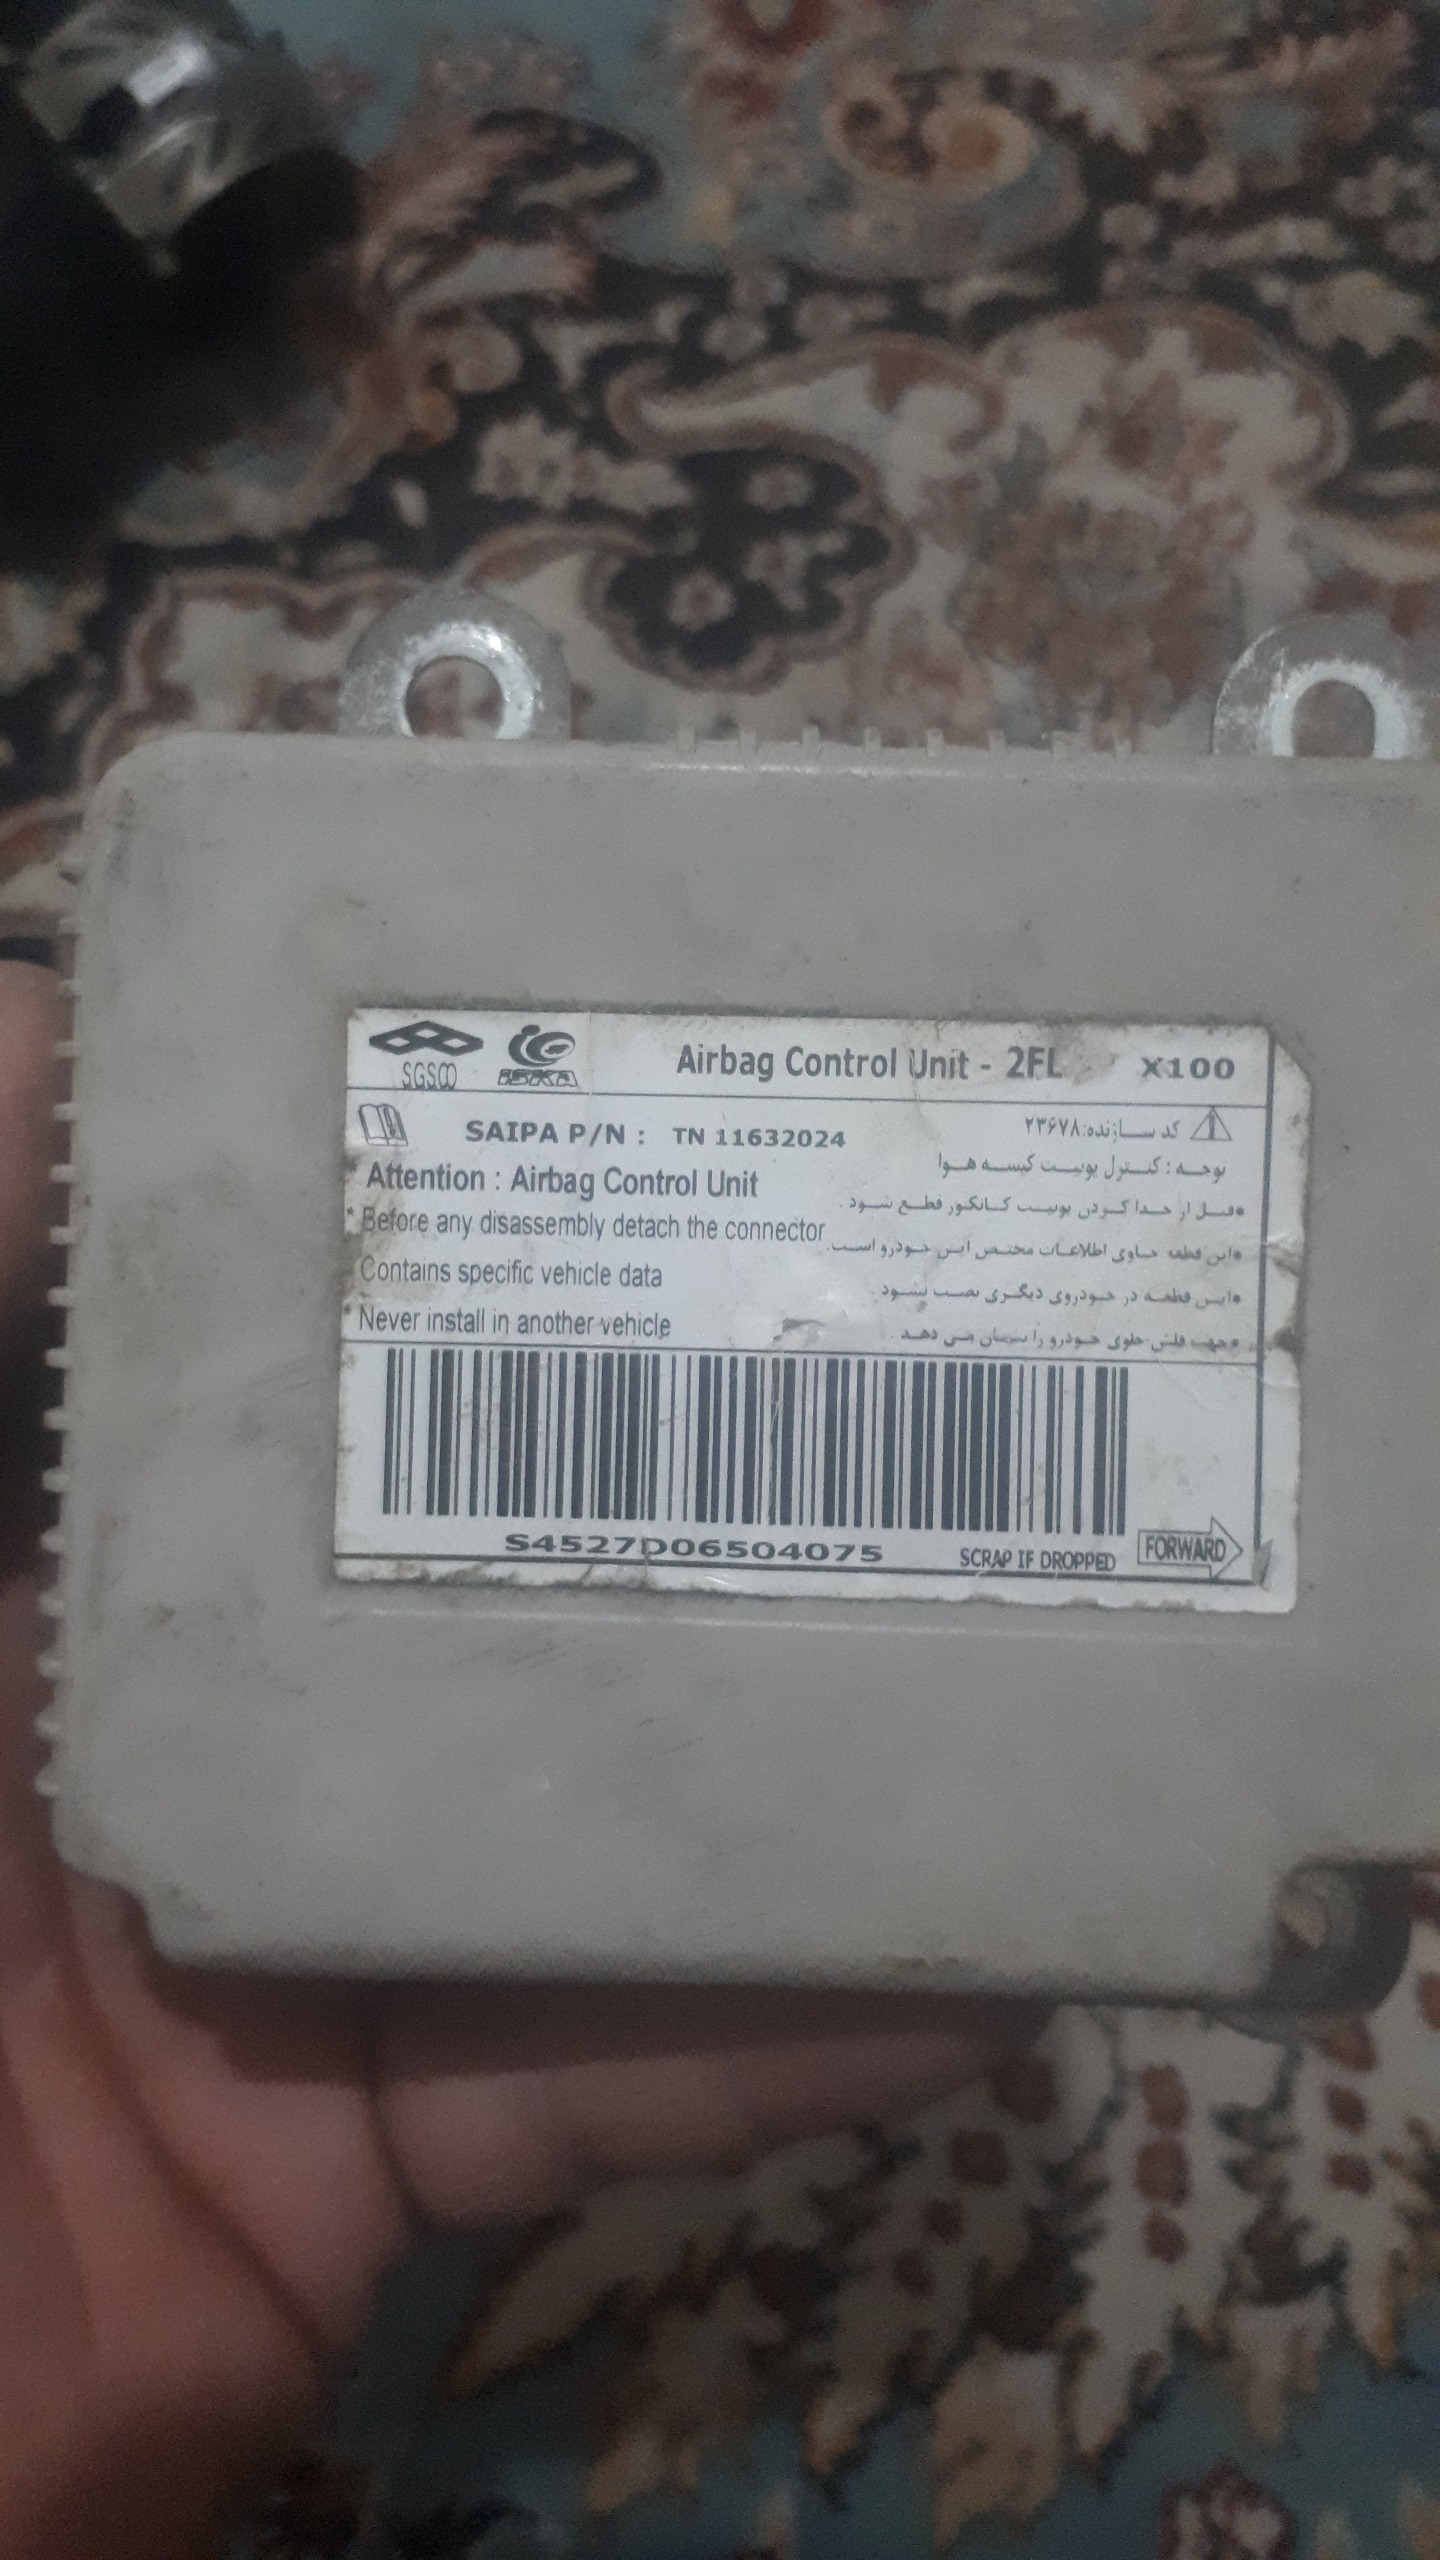 SGSCO ISKA Airbag Control Unit - 2FL X100
SAIPA P/N : TN 11632024
کد سازنده:۲۳۶۷۸
Attention : Airbag Control Unit
توجه : کنترل یونیت کیسه هوا
* Before any disassembly detach the connector
*قبل از جدا کردن یونیت کانکتور قطع شود .
Contains specific vehicle data
*این قطعه حاوی اطلاعات مختص این خودرو است.
* Never install in another vehicle
*این قطعه در خودروی دیگری نصب نشود .
*جهت فلش جلوی خودرو را نشان می دهد .
S4527D06504075
SCRAP IF DROPPED
FORWARD